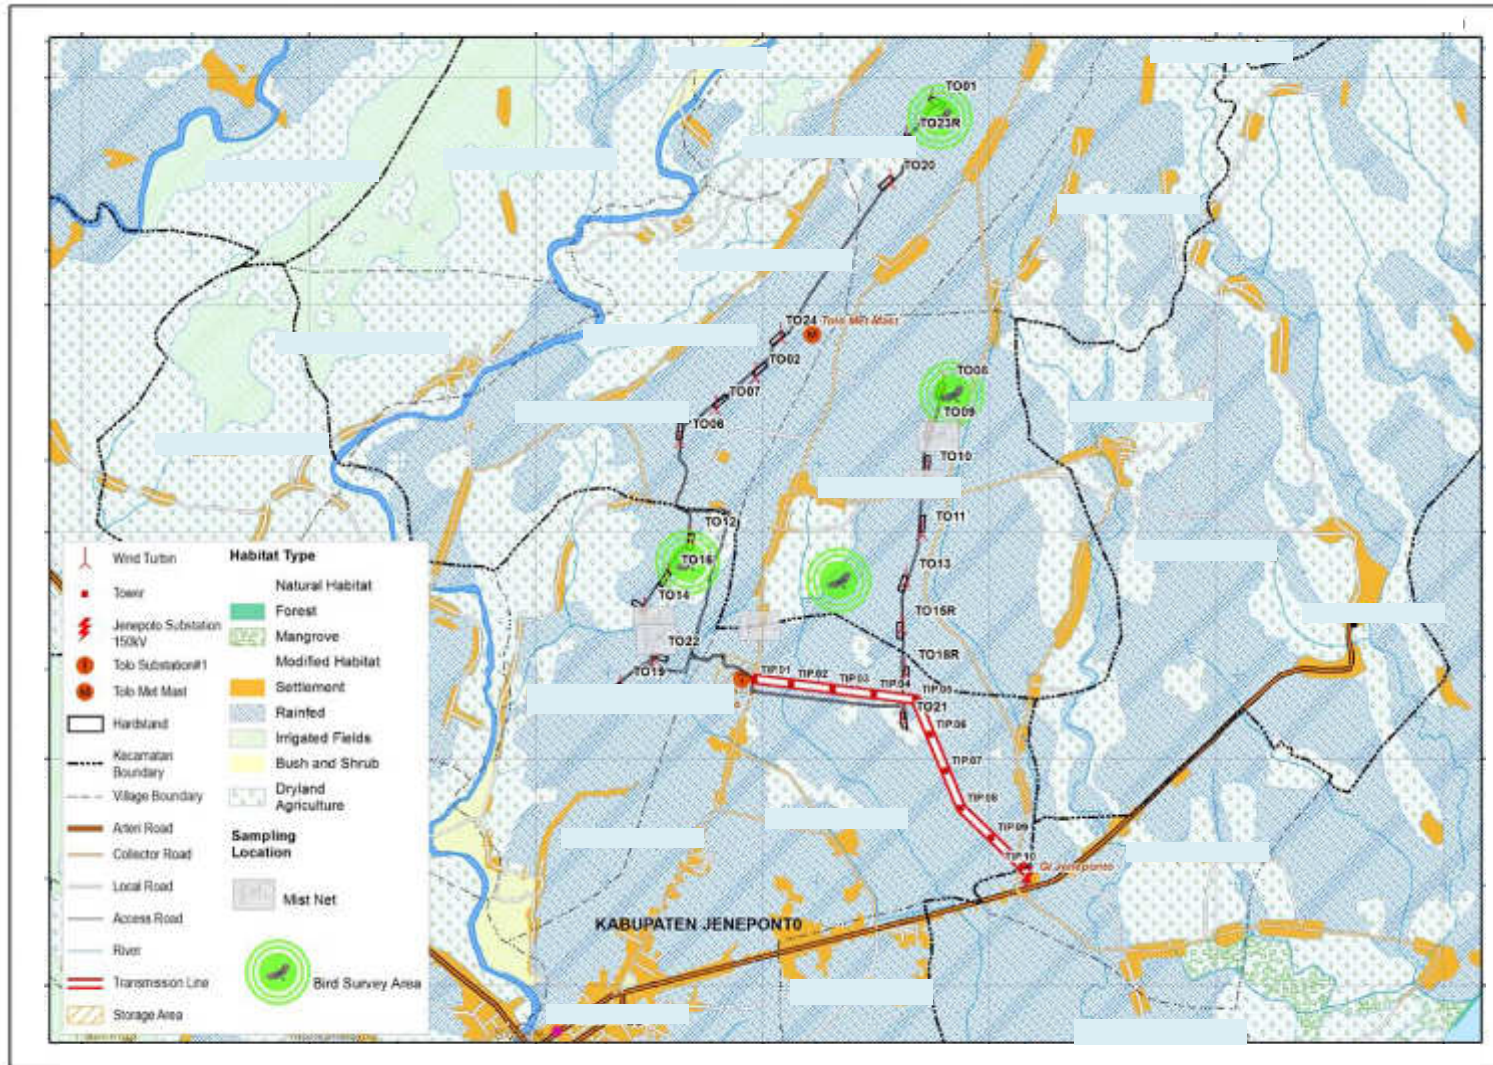 TO01
TO23R
TO20
TO24 Tolo Met Mast
M
TO02
TO07
TO06
TO08
TO09
TO10
TO11
TO12
TO13
TO16
TO14
TO15R
TO22
TO18R
TO19
TIP.01
TIP.02
TIP.03
TIP.04
TIP.05
TO21
TIP.06
TIP.07
TIP.08
TIP.09
TIP.10
GI Jeneponto
KABUPATEN JENEPONTO
Wind Turbin
Tower
Jenepoto Substation
150kV
Tolo Substation#1
M
Tolo Met Mast
Hardstand
Kecamatan
Boundary
Village Boundary
Arteri Road
Collector Road
Local Road
Access Road
River
Transmission Line
Storage Area
Habitat Type
Natural Habitat
Forest
Mangrove
Modified Habitat
Settlement
Rainfed
Irrigated Fields
Bush and Shrub
Dryland
Agriculture
Sampling
Location
Mist Net
Bird Survey Area